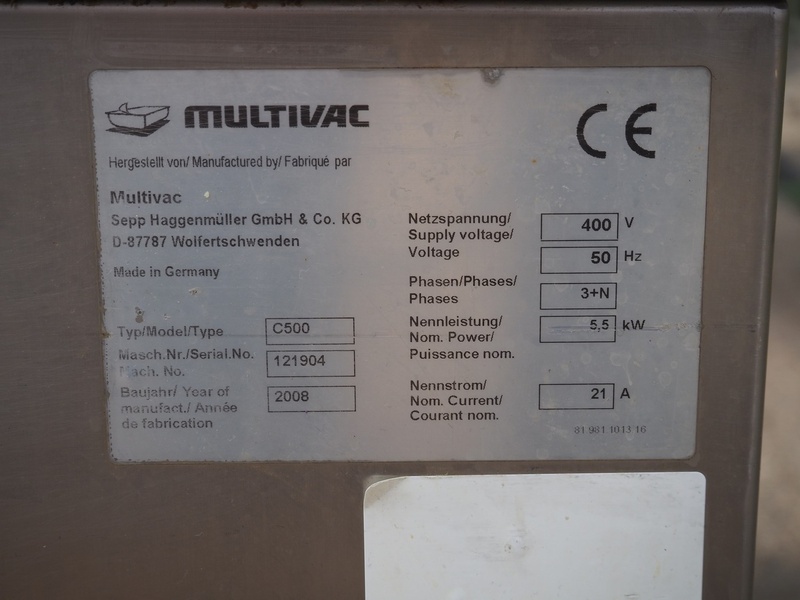 MULTIVAC
CE
Hergestellt von/ Manufactured by/ Fabriqué par
Multivac
Sepp Haggenmüller GmbH & Co. KG
D-87787 Wolfertschwenden
Made in Germany
Typ/Model/Type C500
Masch.Nr./Serial.No. 121904
Mach. No.
Baujahr/ Year of 2008
manufact./ Année
de fabrication
Netzspannung/ 400 V
Supply voltage/
Voltage 50 Hz
Phasen/Phases/ 3+N
Phases
Nennleistung/ 5,5 kW
Nom. Power/
Puissance nom.
Nennstrom/ 21 A
Nom. Current/
Courant nom.
81 981 1013 16